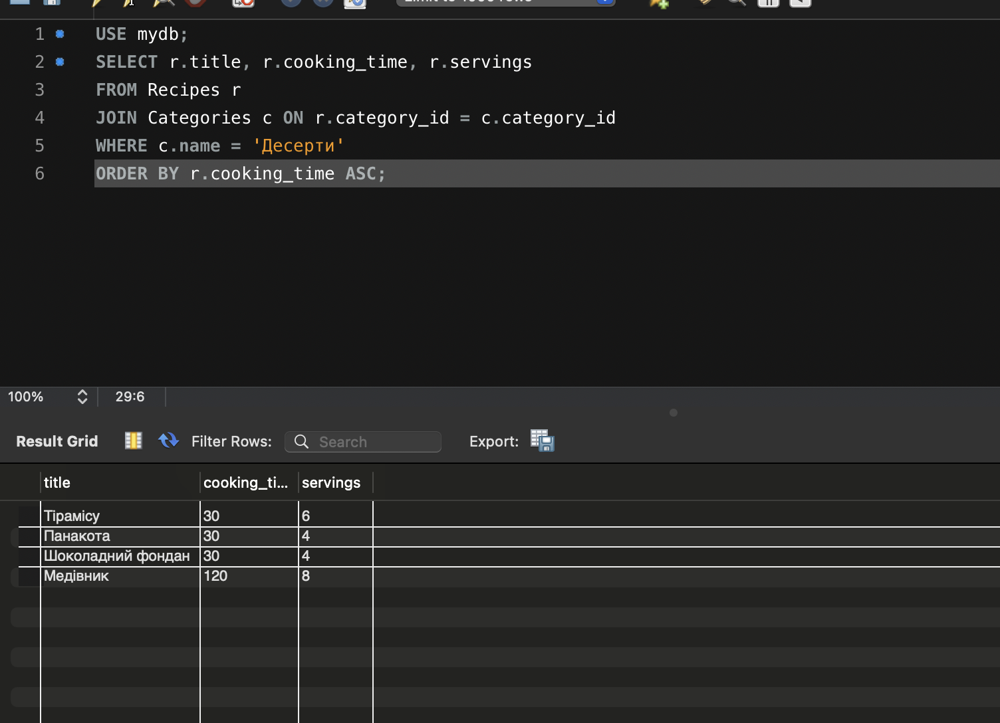 1 USE mydb;
2 SELECT r.title, r.cooking_time, r.servings
3 FROM Recipes r
4 JOIN Categories c ON r.category_id = c.category_id
5 WHERE c.name = 'Десерти'
6 ORDER BY r.cooking_time ASC;
100% 29:6
Result Grid Filter Rows: Search Export:
title cooking_ti... servings
Тірамісу 30 6
Панакота 30 4
Шоколадний фондан 30 4
Медівник 120 8